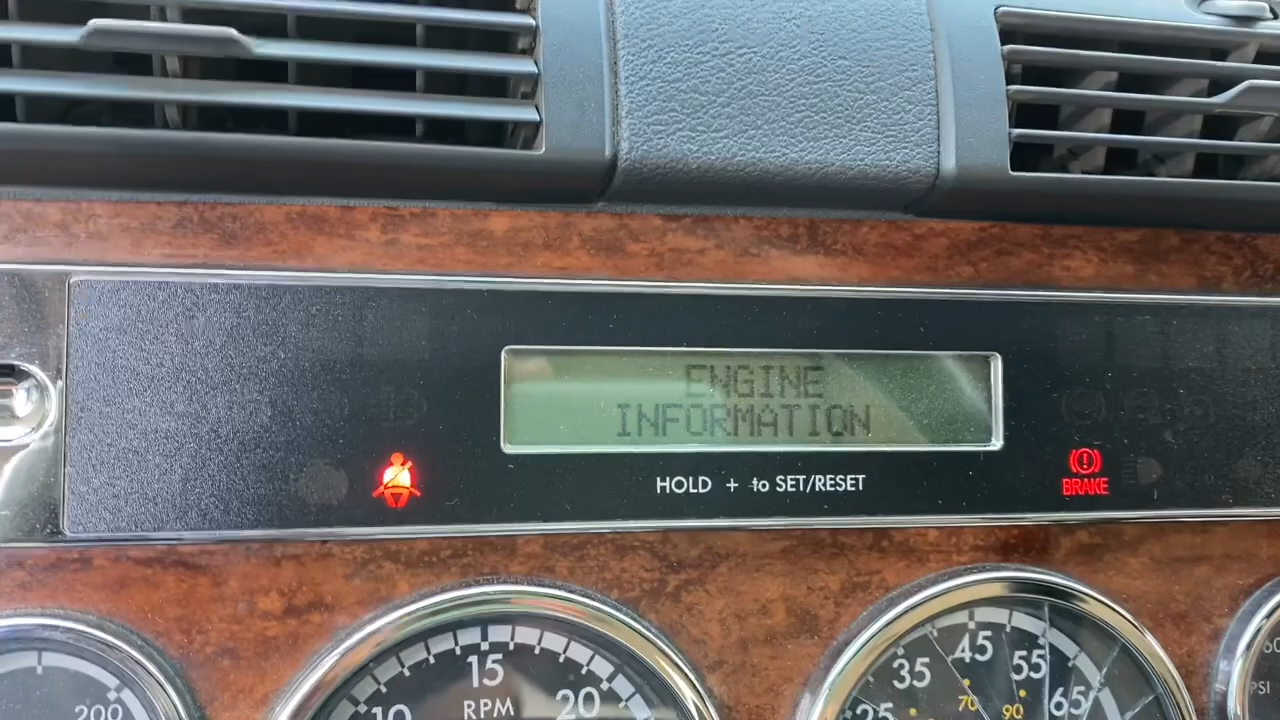 ENGINE
INFORMATION
HOLD + to SET/RESET
BRAKE
200
10 15 20
RPM
25 35 45 55 65
70 90
60
PSI